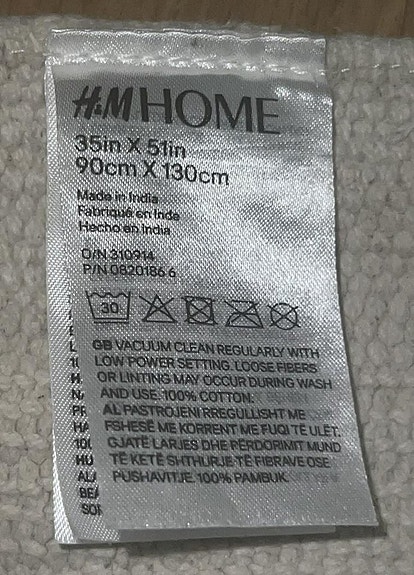 H&M HOME
35in X 51in
90cm X 130cm
Made in India
Fabriqué en Inde
Hecho en India
O/N 310914
P/N 0820186 6
30
GB VACUUM CLEAN REGULARLY WITH
LOW POWER SETTING. LOOSE FIBERS
OR LINTING MAY OCCUR DURING WASH
AND USE. 100% COTTON.
AL PASTROJENI RREGULLISHT ME
FSHESË ME KORRENT ME FUQI TË ULËT.
GJATË LARJES DHE PËRDORIMIT MUND
TË KETË SHTHURJE TË FIBRAVE OSE
PUSHAVITJE. 100% PAMBUK.